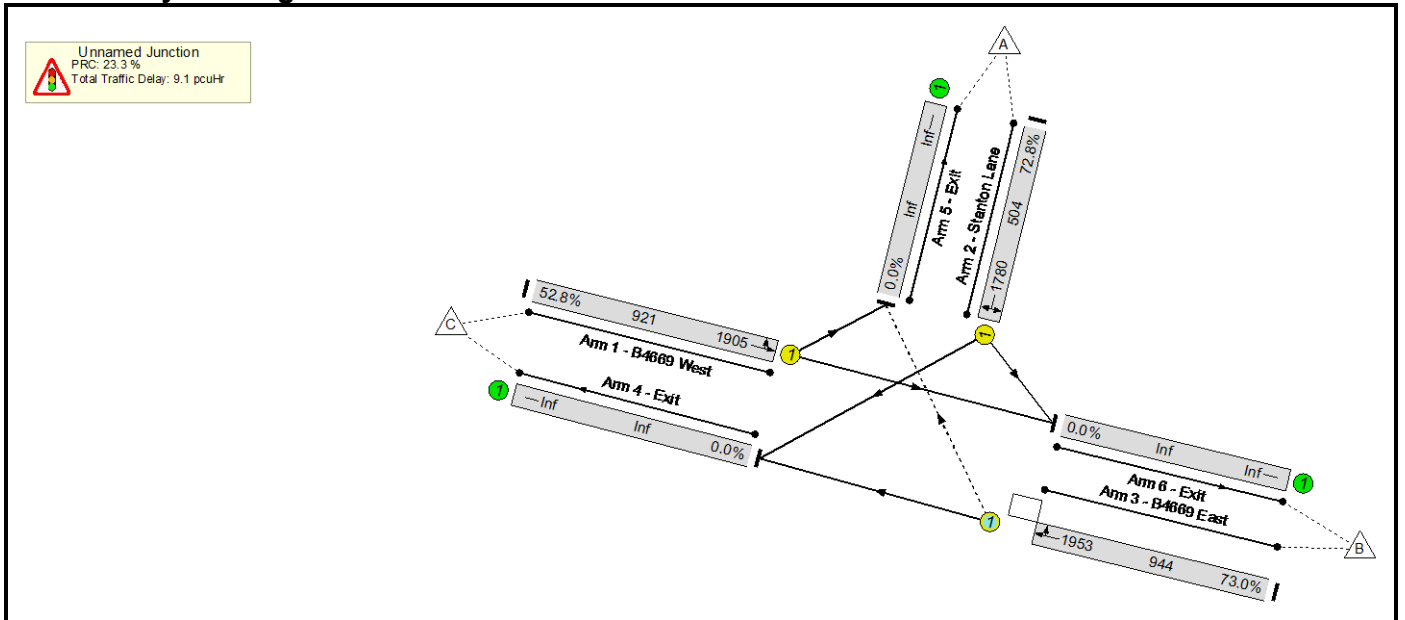 Unnamed Junction
PRC: 23.3 %
Total Traffic Delay: 9.1 pcuHr
A
1
Inf
Inf
0.0%
Arm 5 - Exit
Arm 2 - Stanton Lane
72.8%
504
1780
1
C
52.8%
921
1905
1
Arm 1 - B4669 West
Arm 4 - Exit
1
Inf
Inf
0.0%
0.0%
Inf
Inf
1
Arm 6 - Exit
Arm 3 - B4669 East
1
1953
944
73.0%
B